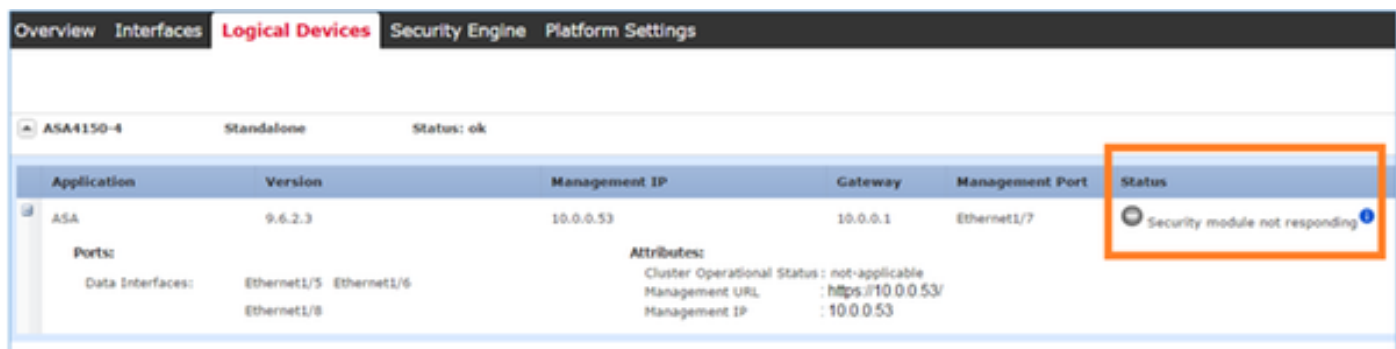 Overview Interfaces Logical Devices Security Engine Platform Settings
ASA4150-4 Standalone Status: ok
Application Version Management IP Gateway Management Port Status
ASA 9.6.2.3 10.0.0.53 10.0.0.1 Ethernet1/7 Security module not responding
Ports: Attributes:
Data Interfaces: Ethernet1/5 Ethernet1/6 Cluster Operational Status : not-applicable
Management URL : https://10.0.0.53/
Ethernet1/8 Management IP : 10.0.0.53